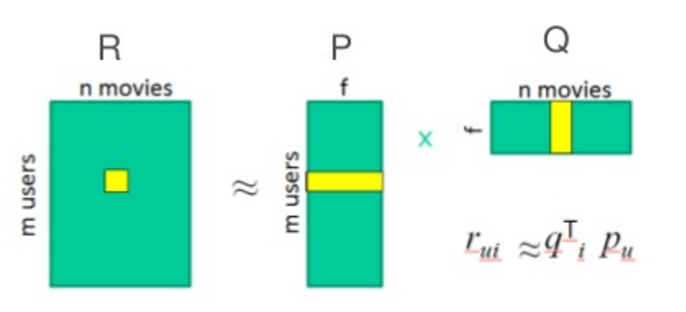 R
P
Q
n movies
f
n movies
m users
≈
m users
x
f
r_ui ≈ q^T_i p_u